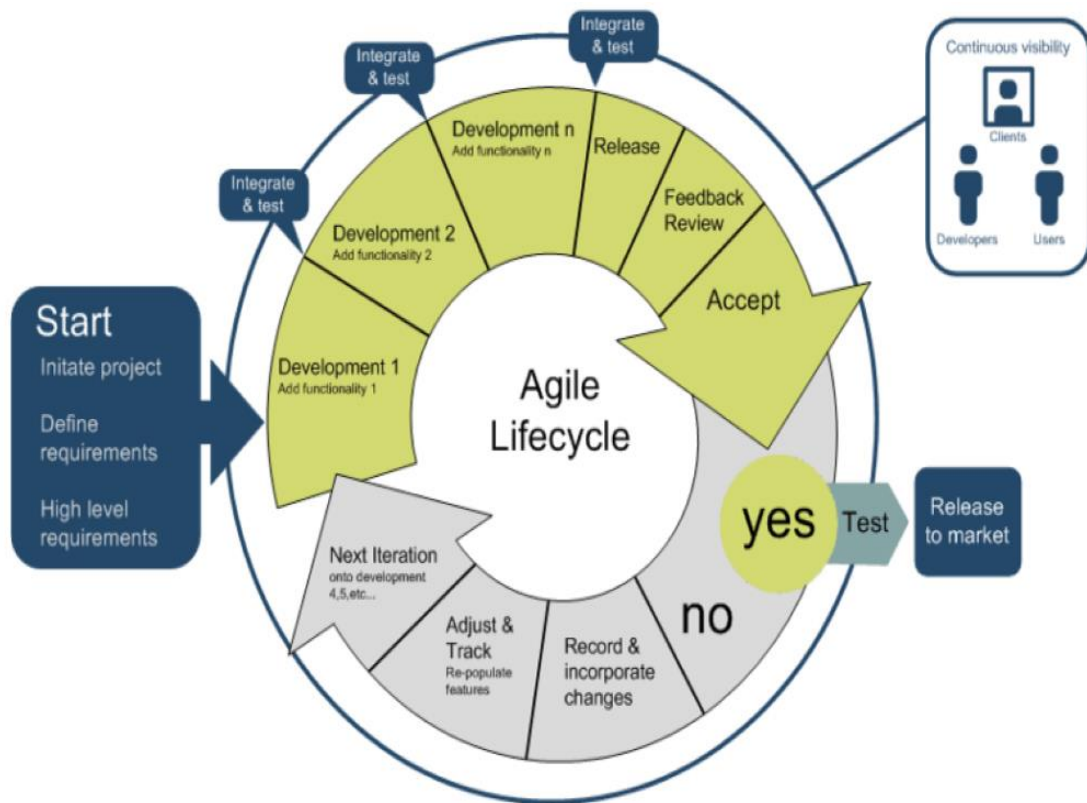 Start
Initate project
Define
requirements
High level
requirements
Integrate
& test
Integrate
& test
Integrate
& test
Development 1
Add functionality 1
Development 2
Add functionality 2
Development n
Add functionality n
Release
Feedback
Review
Accept
Agile
Lifecycle
yes
Test
Release
to market
no
Record &
incorporate
changes
Adjust &
Track
Re-populate
features
Next Iteration
onto development
4,5,etc...
Continuous visibility
Clients
Developers
Users